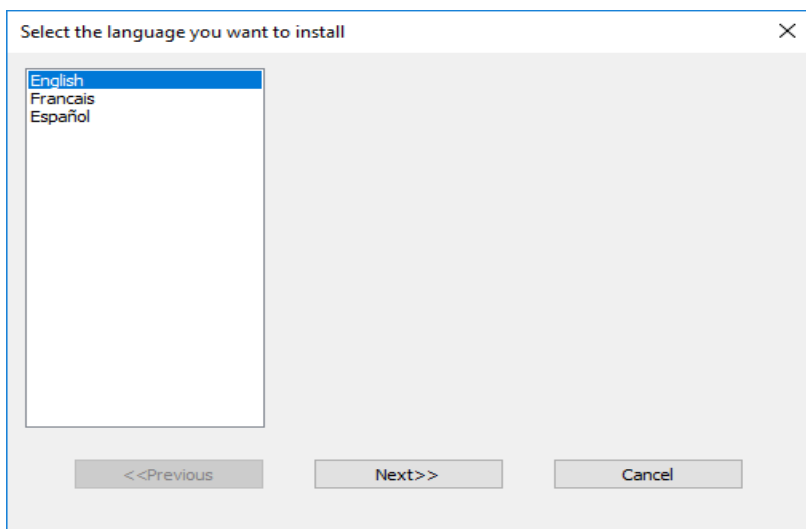 Select the language you want to install
English
Francais
Español
<<Previous
Next>>
Cancel